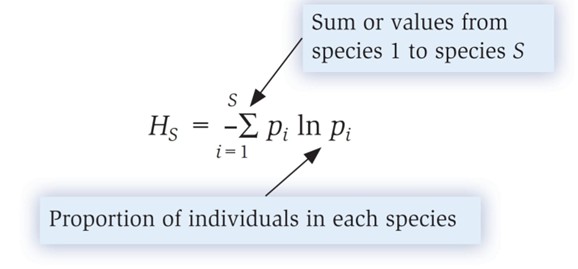 Sum or values from
species 1 to species S
S
H_S = -Σ p_i ln p_i
i=1
Proportion of individuals in each species